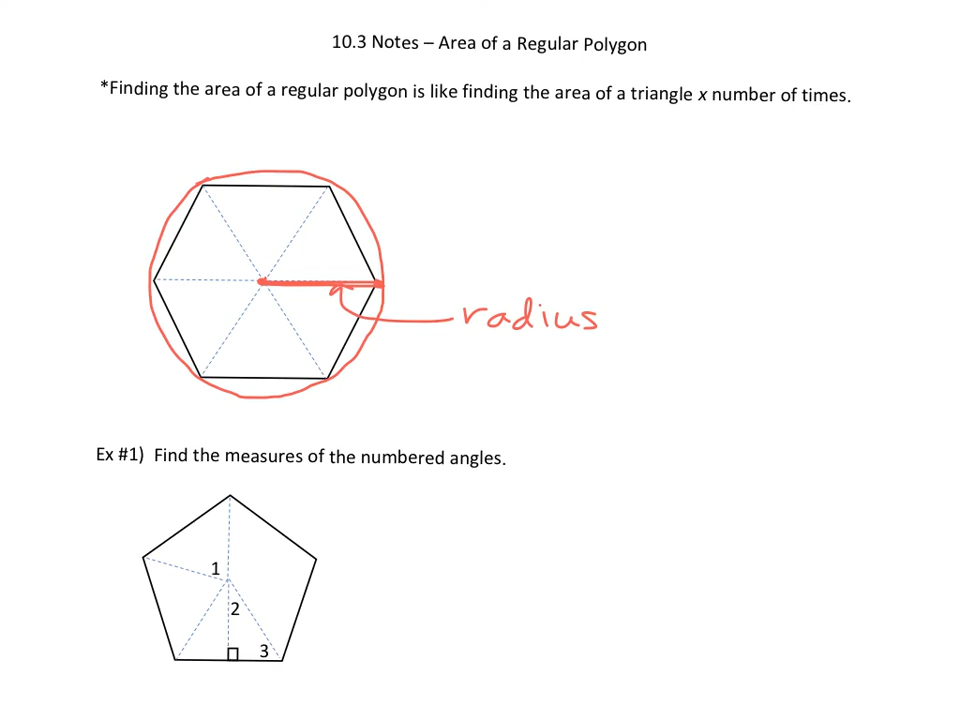 10.3 Notes – Area of a Regular Polygon
*Finding the area of a regular polygon is like finding the area of a triangle x number of times.
radius
Ex #1) Find the measures of the numbered angles.
1
2
3